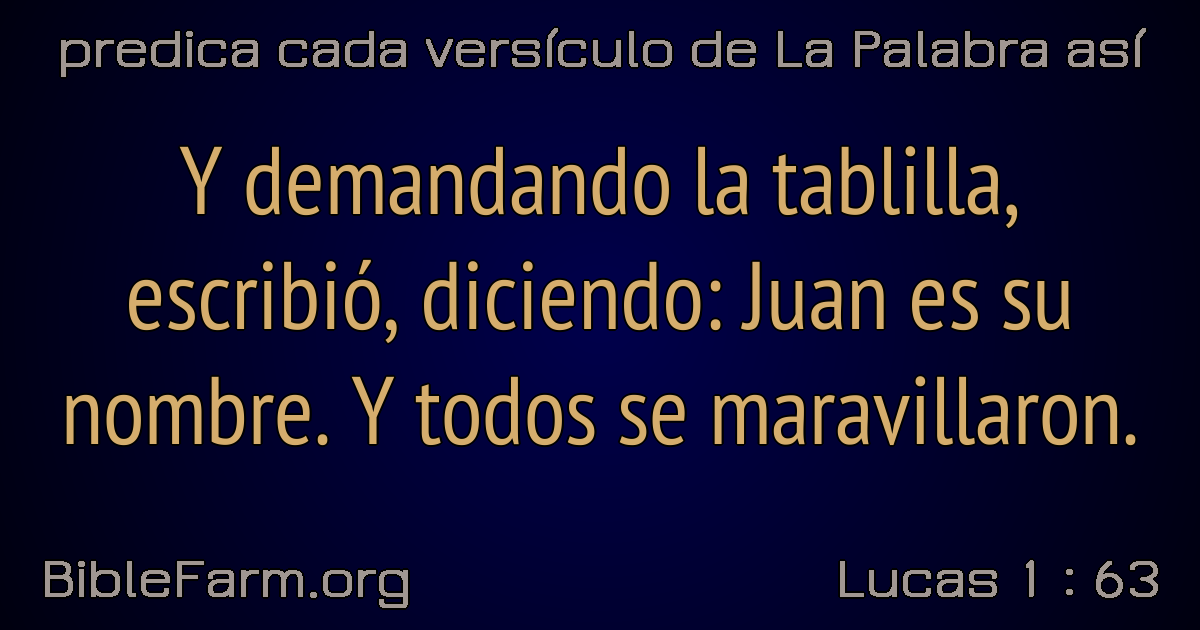 predica cada versículo de La Palabra así
Y demandando la tablilla,
escribió, diciendo: Juan es su
nombre. Y todos se maravillaron.
BibleFarm.org
Lucas 1 : 63